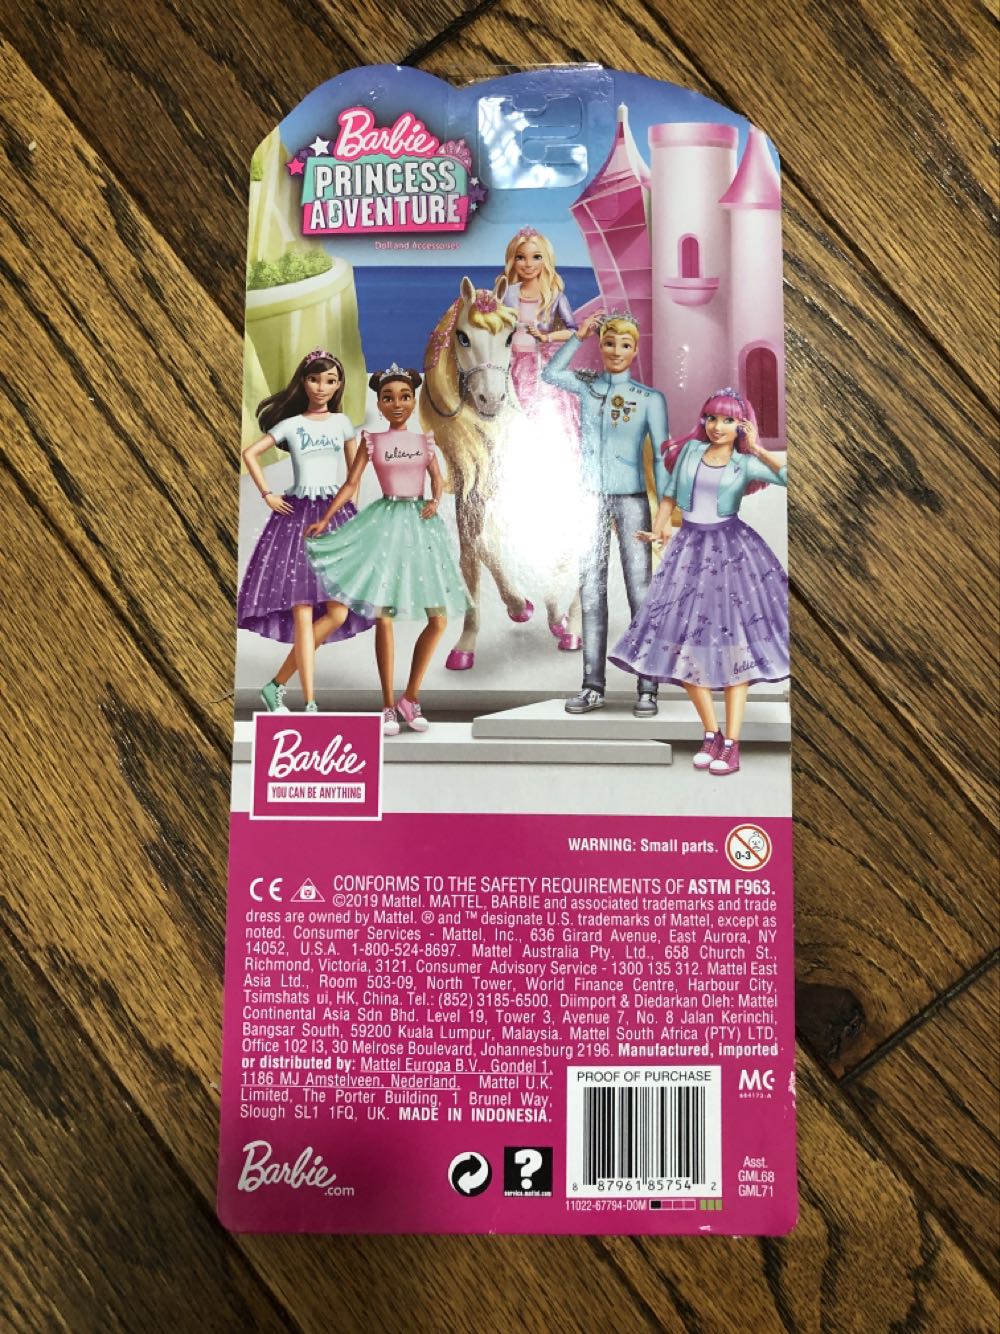 Barbie
PRINCESS
ADVENTURE
Doll and Accessories
Dream
believe
believe
Barbie
YOU CAN BE ANYTHING
WARNING: Small parts.
0-3
CE CONFORMS TO THE SAFETY REQUIREMENTS OF ASTM F963.
©2019 Mattel. MATTEL, BARBIE and associated trademarks and trade
dress are owned by Mattel. ® and ™ designate U.S. trademarks of Mattel, except as
noted. Consumer Services - Mattel, Inc., 636 Girard Avenue, East Aurora, NY
14052, U.S.A. 1-800-524-8697. Mattel Australia Pty. Ltd., 658 Church St.,
Richmond, Victoria, 3121. Consumer Advisory Service - 1300 135 312. Mattel East
Asia Ltd., Room 503-09, North Tower, World Finance Centre, Harbour City,
Tsimshats ui, HK, China. Tel.: (852) 3185-6500. Diimport & Diedarkan Oleh: Mattel
Continental Asia Sdn Bhd. Level 19, Tower 3, Avenue 7, No. 8 Jalan Kerinchi,
Bangsar South, 59200 Kuala Lumpur, Malaysia. Mattel South Africa (PTY) LTD,
Office 102 I3, 30 Melrose Boulevard, Johannesburg 2196. Manufactured, imported
or distributed by: Mattel Europa B.V., Gondel 1,
1186 MJ Amstelveen, Nederland. Mattel U.K.
Limited, The Porter Building, 1 Brunel Way,
Slough SL1 1FQ, UK. MADE IN INDONESIA.
PROOF OF PURCHASE
MC
684173-A
Barbie.com
?
service.mattel.com
8 87961 85754 2
11022-67794-DOM
Asst.
GML68
GML71